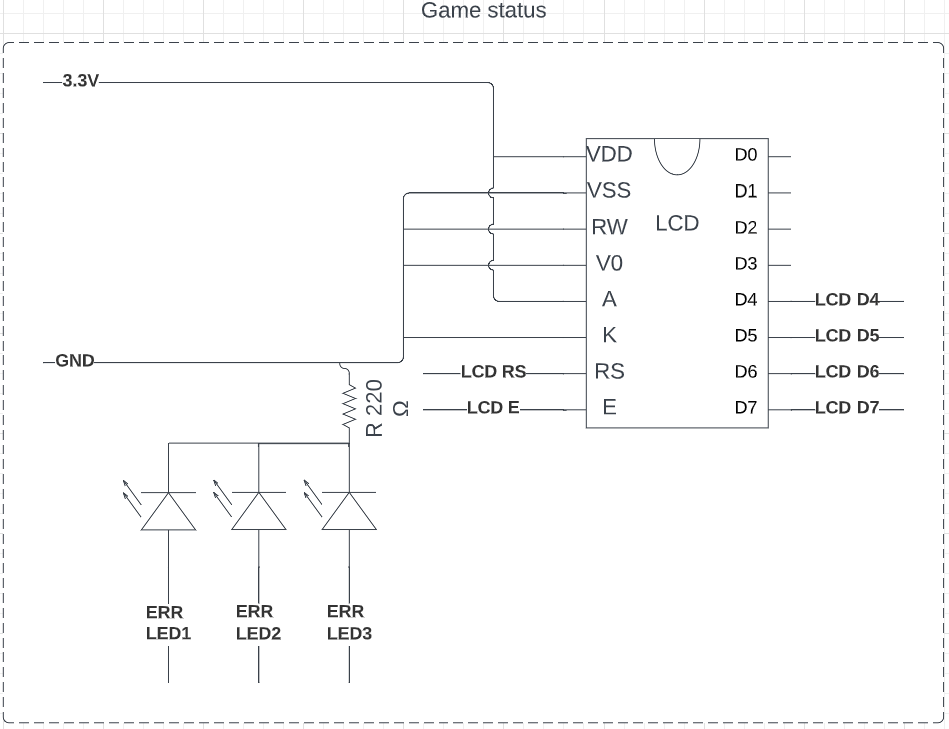 Game status
3.3V
VDD
D0
VSS
D1
RW
LCD
D2
V0
D3
A
D4
LCD D4
K
D5
LCD D5
GND
LCD RS
RS
D6
LCD D6
LCD E
E
D7
LCD D7
R 220
Ω
ERR
LED1
ERR
LED2
ERR
LED3